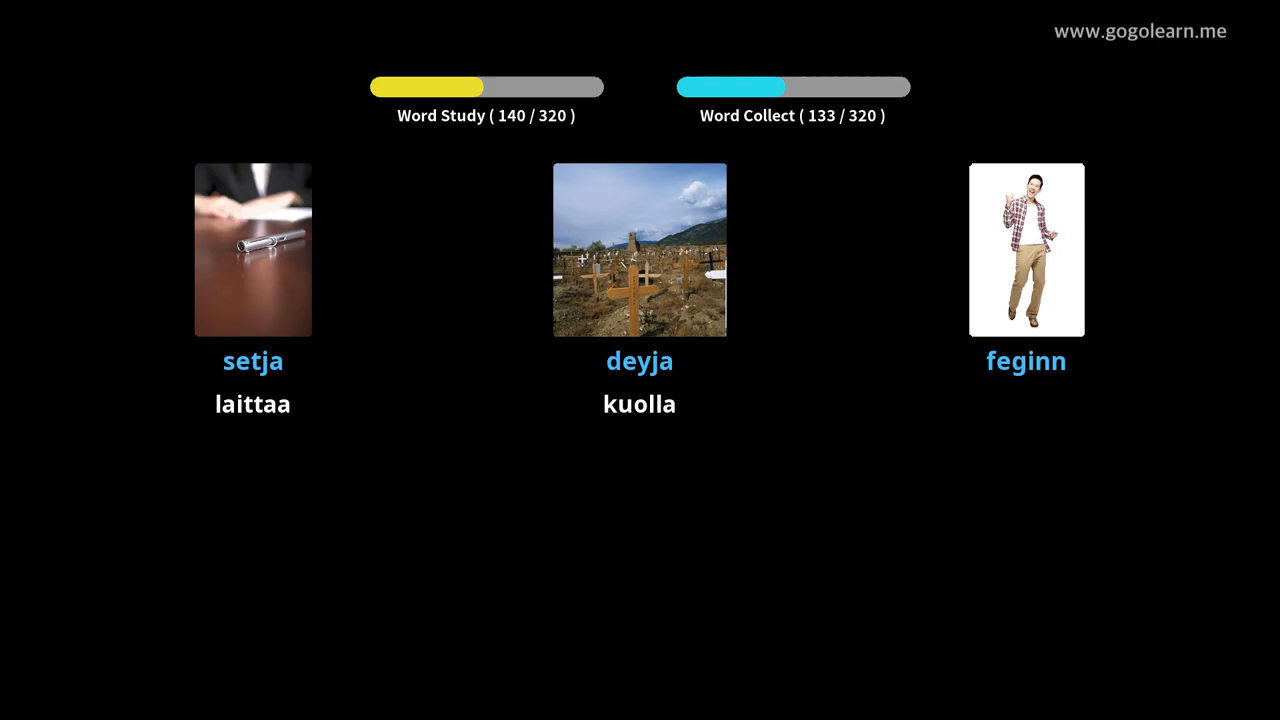 www.gogolearn.me
Word Study ( 140 / 320 )
Word Collect ( 133 / 320 )
setja
deyja
feginn
laittaa
kuolla